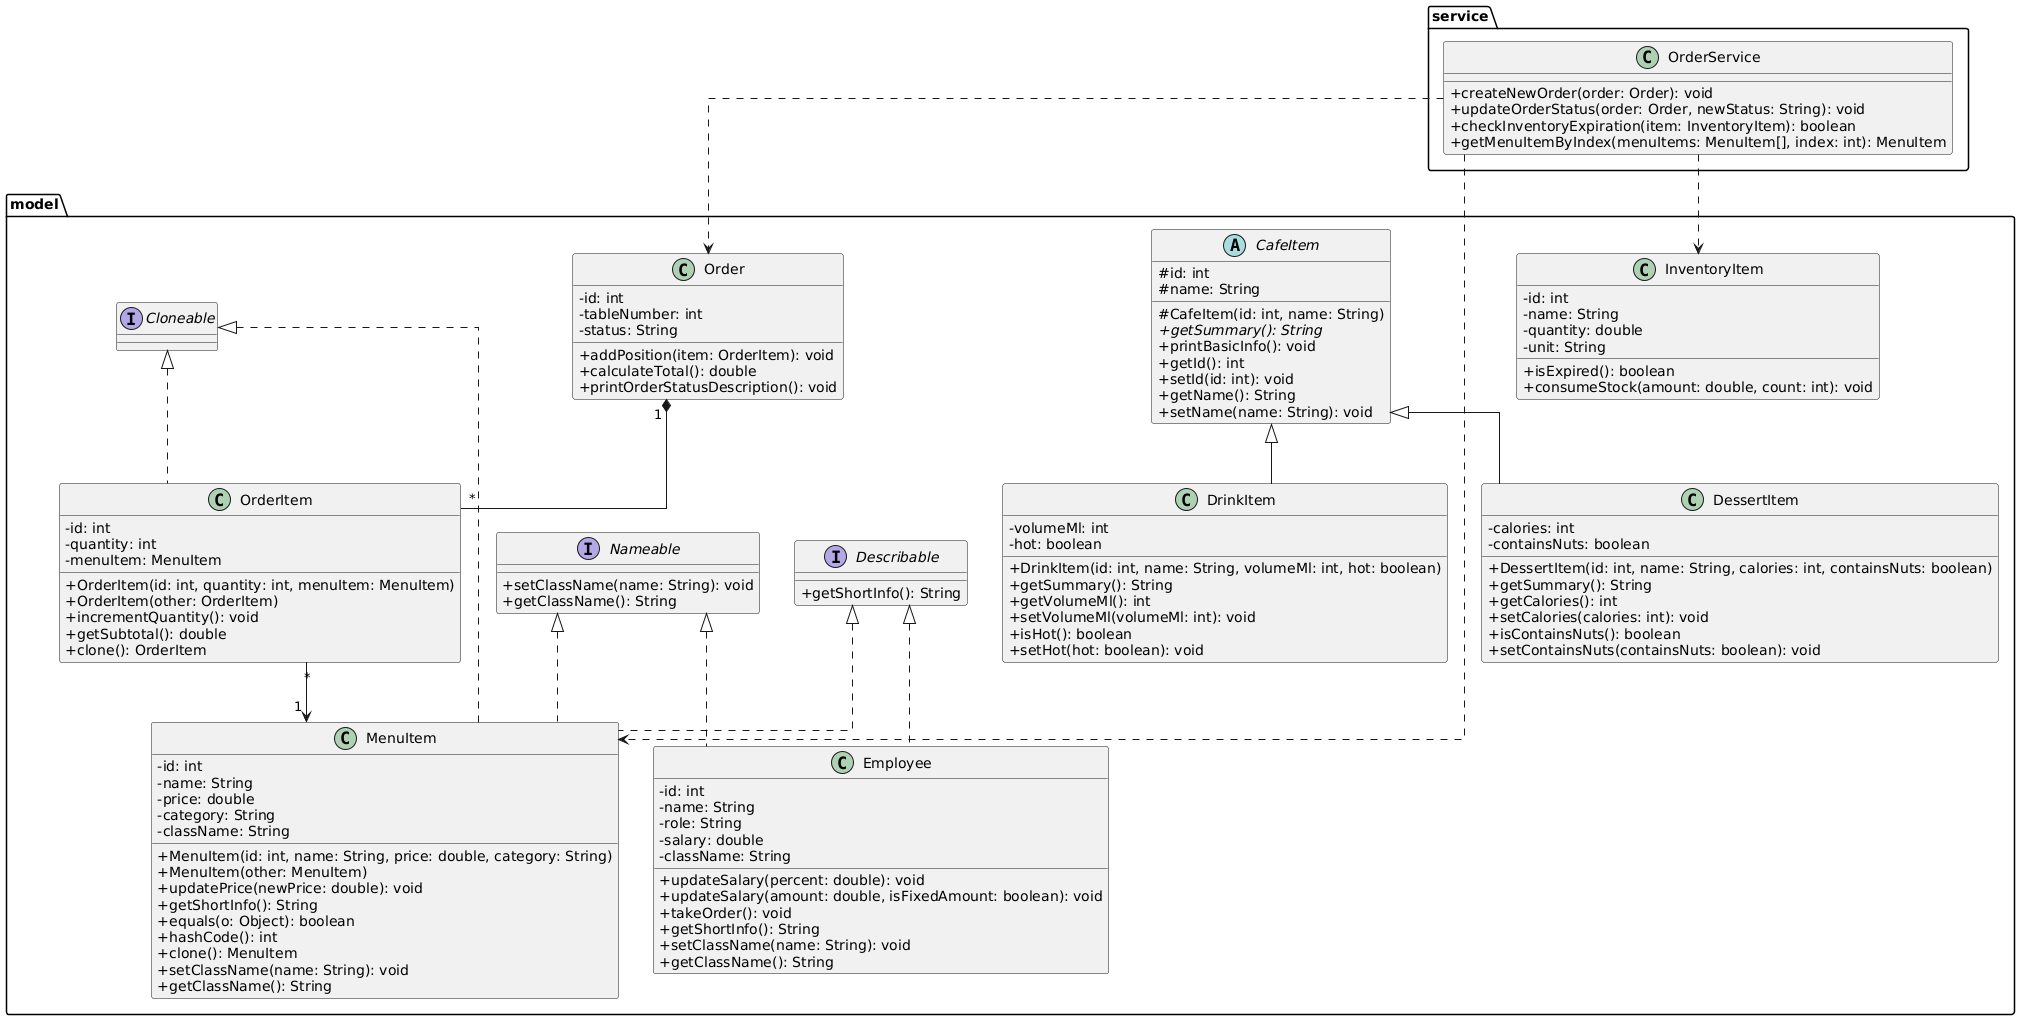 service
C OrderService
+createNewOrder(order: Order): void
+updateOrderStatus(order: Order, newStatus: String): void
+checkInventoryExpiration(item: InventoryItem): boolean
+getMenuItemByIndex(menuItems: MenuItem[], index: int): MenuItem
model
I Cloneable
C Order
-id: int
-tableNumber: int
-status: String
+addPosition(item: OrderItem): void
+calculateTotal(): double
+printOrderStatusDescription(): void
1
*
A CafeItem
#id: int
#name: String
#CafeItem(id: int, name: String)
+getSummary(): String
+printBasicInfo(): void
+getId(): int
+setId(id: int): void
+getName(): String
+setName(name: String): void
C InventoryItem
-id: int
-name: String
-quantity: double
-unit: String
+isExpired(): boolean
+consumeStock(amount: double, count: int): void
C OrderItem
-id: int
-quantity: int
-menuItem: MenuItem
+OrderItem(id: int, quantity: int, menuItem: MenuItem)
+OrderItem(other: OrderItem)
+incrementQuantity(): void
+getSubtotal(): double
+clone(): OrderItem
*
1
I Nameable
+setClassName(name: String): void
+getClassName(): String
I Describable
+getShortInfo(): String
C DrinkItem
-volumeMl: int
-hot: boolean
+DrinkItem(id: int, name: String, volumeMl: int, hot: boolean)
+getSummary(): String
+getVolumeMl(): int
+setVolumeMl(volumeMl: int): void
+isHot(): boolean
+setHot(hot: boolean): void
C DessertItem
-calories: int
-containsNuts: boolean
+DessertItem(id: int, name: String, calories: int, containsNuts: boolean)
+getSummary(): String
+getCalories(): int
+setCalories(calories: int): void
+isContainsNuts(): boolean
+setContainsNuts(containsNuts: boolean): void
C MenuItem
-id: int
-name: String
-price: double
-category: String
-className: String
+MenuItem(id: int, name: String, price: double, category: String)
+MenuItem(other: MenuItem)
+updatePrice(newPrice: double): void
+getShortInfo(): String
+equals(o: Object): boolean
+hashCode(): int
+clone(): MenuItem
+setClassName(name: String): void
+getClassName(): String
C Employee
-id: int
-name: String
-role: String
-salary: double
-className: String
+updateSalary(percent: double): void
+updateSalary(amount: double, isFixedAmount: boolean): void
+takeOrder(): void
+getShortInfo(): String
+setClassName(name: String): void
+getClassName(): String